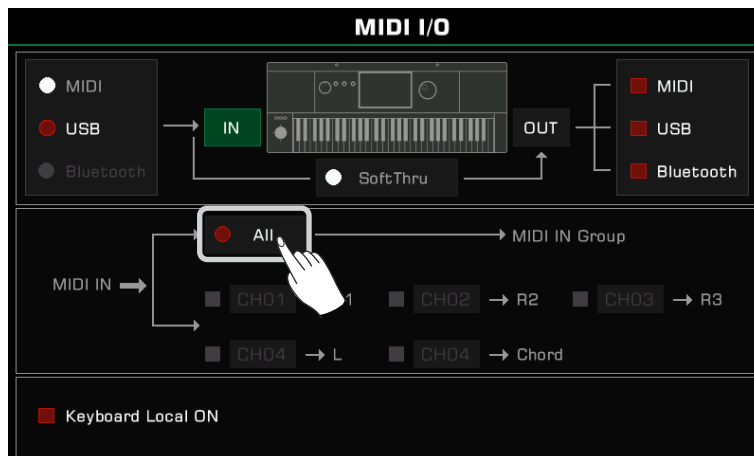 MIDI I/O
MIDI
USB
Bluetooth
IN
OUT
SoftThru
MIDI
USB
Bluetooth
All
MIDI IN Group
MIDI IN
CH01 1
CH02 R2
CH03 R3
CH04 L
CH04 Chord
Keyboard Local ON